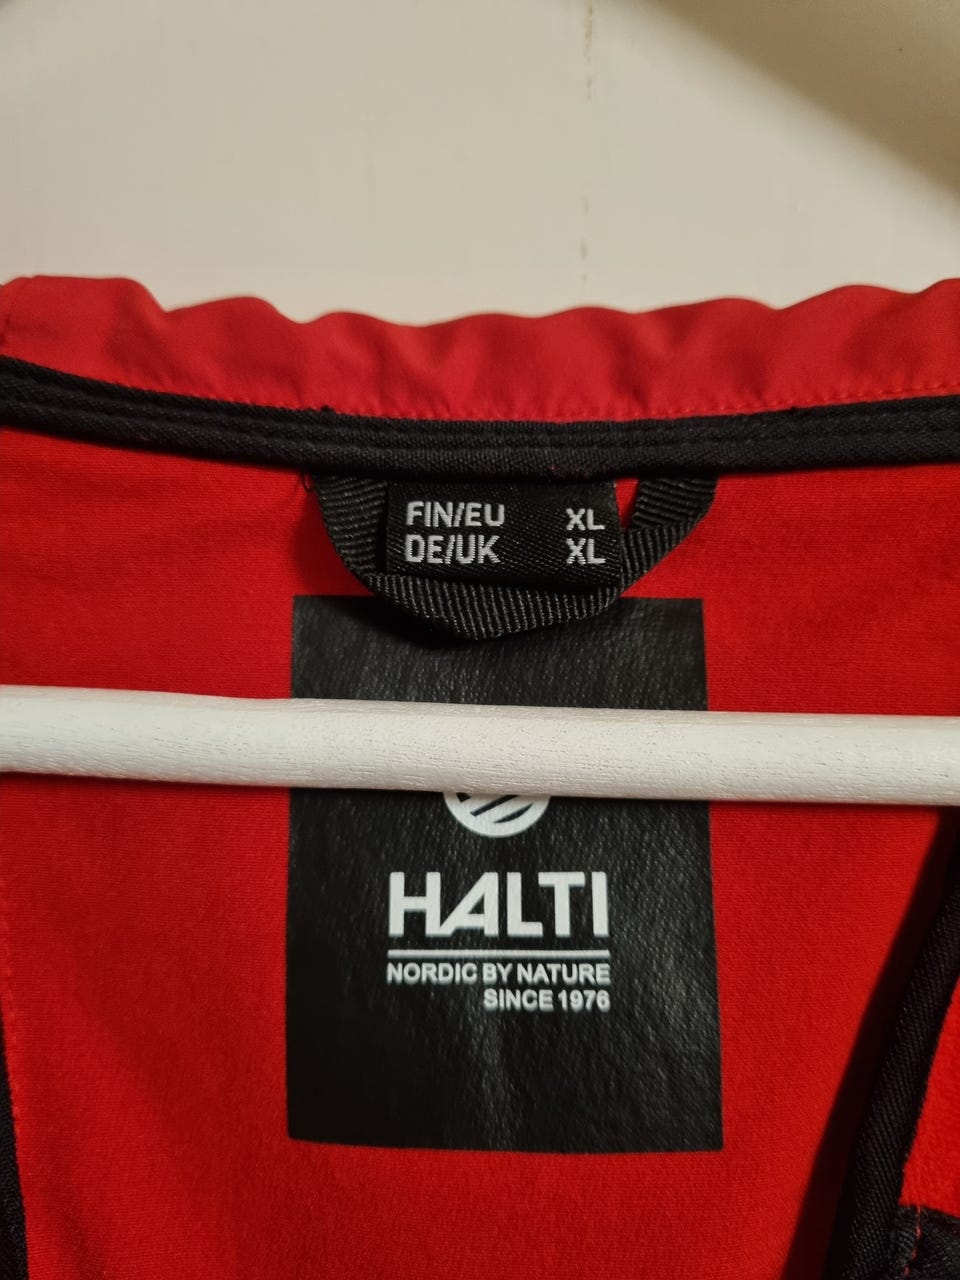 FIN/EU XL
DE/UK XL
HALTI
NORDIC BY NATURE
SINCE 1976